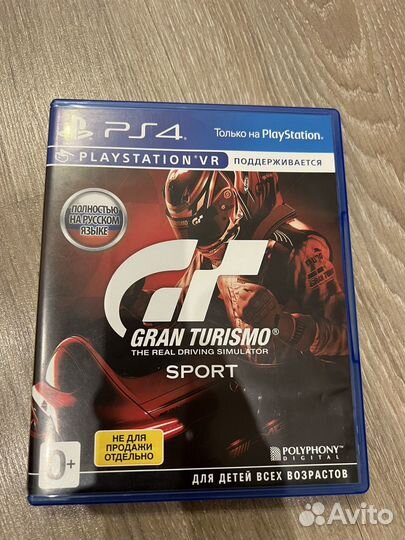 PS4
Только на PlayStation®
PLAYSTATION®VR ПОДДЕРЖИВАЕТСЯ
ПОЛНОСТЬЮ
НА РУССКОМ
ЯЗЫКЕ
GT
GRAN TURISMO®
THE REAL DRIVING SIMULATOR
SPORT
НЕ ДЛЯ
ПРОДАЖИ
ОТДЕЛЬНО
0+
POLYPHONY™
DIGITAL
ДЛЯ ДЕТЕЙ ВСЕХ ВОЗРАСТОВ
Avito